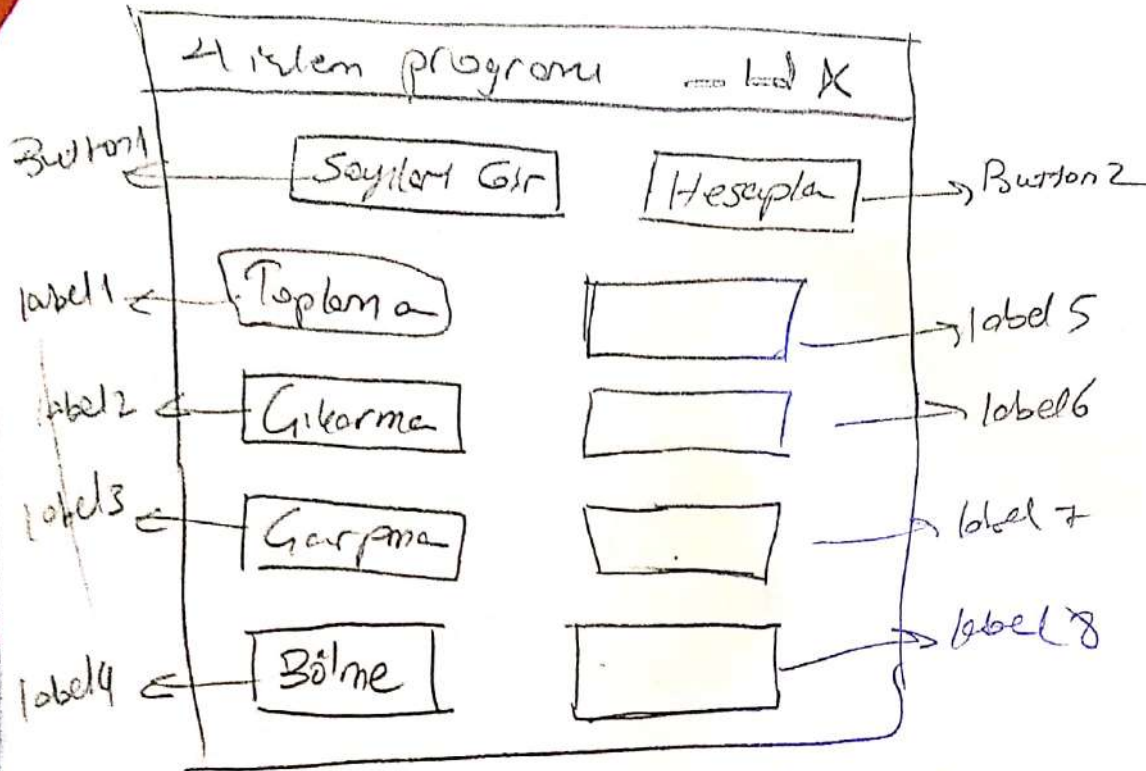 4 işlem programı _ X
Button1 Sayıları Gir Hesapla Button2
label1 Toplama label5
label2 Çıkarma label6
label3 Çarpma label7
label4 Bölme label8